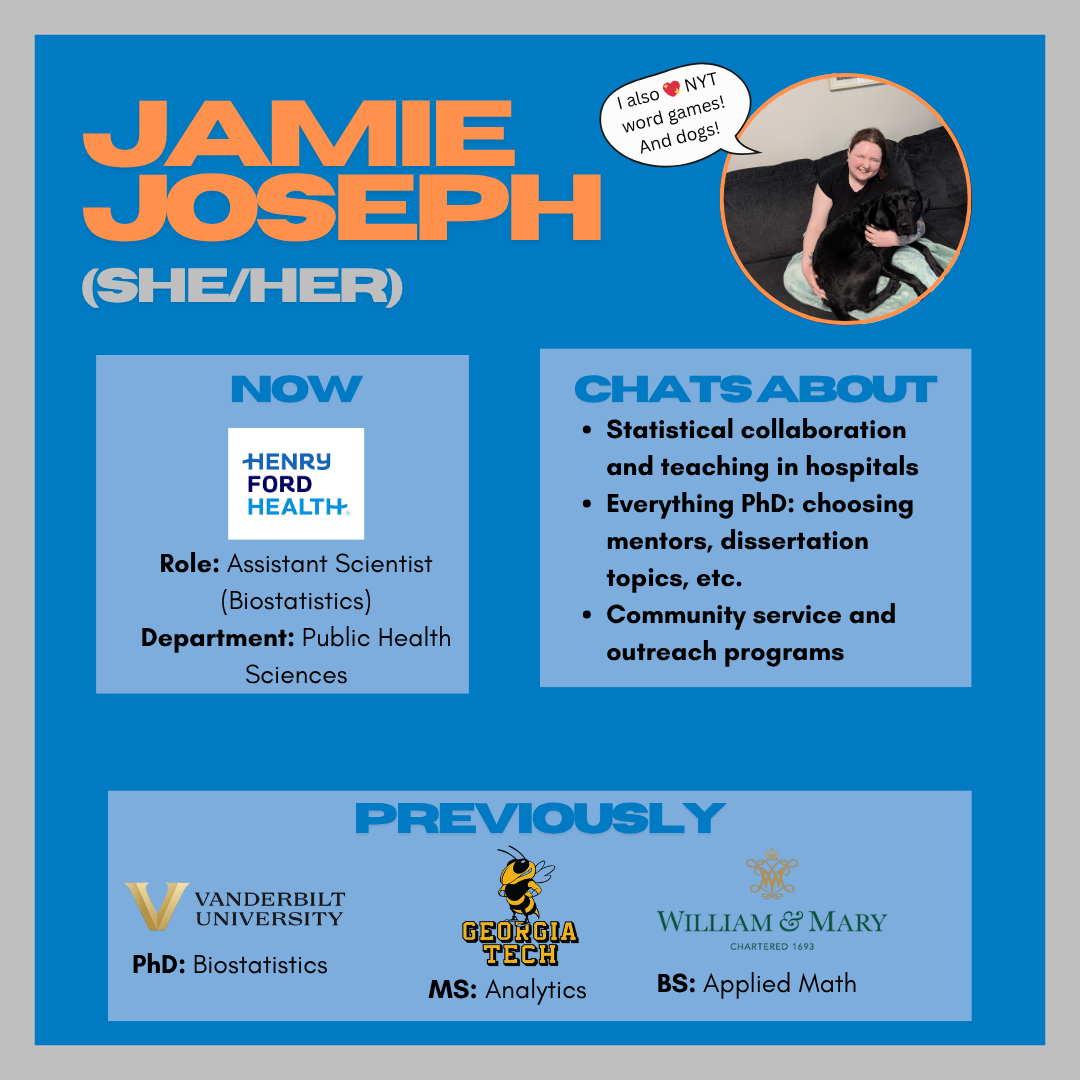 JAMIE
JOSEPH
(SHE/HER)
I also 💖 NYT
word games!
And dogs!
NOW
HENRY
FORD
HEALTH®
Role: Assistant Scientist
(Biostatistics)
Department: Public Health
Sciences
CHATS ABOUT
• Statistical collaboration
and teaching in hospitals
• Everything PhD: choosing
mentors, dissertation
topics, etc.
• Community service and
outreach programs
PREVIOUSLY
V VANDERBILT
UNIVERSITY
PhD: Biostatistics
GEORGIA
TECH
MS: Analytics
WILLIAM & MARY
CHARTERED 1693
BS: Applied Math